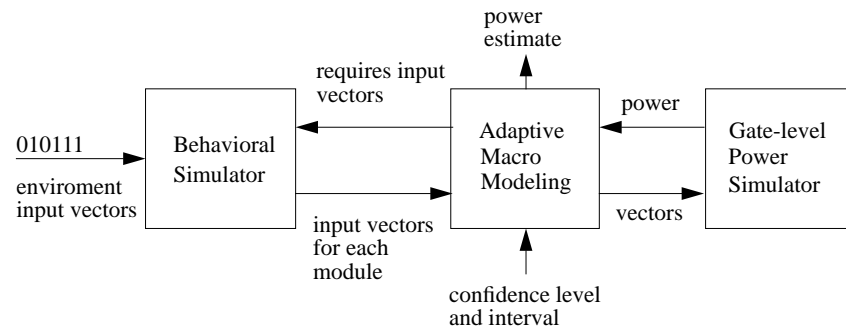 power
estimate
requires input
vectors
power
010111
Behavioral
Simulator
Adaptive
Macro
Modeling
Gate-level
Power
Simulator
enviroment
input vectors
input vectors
for each
module
vectors
confidence level
and interval